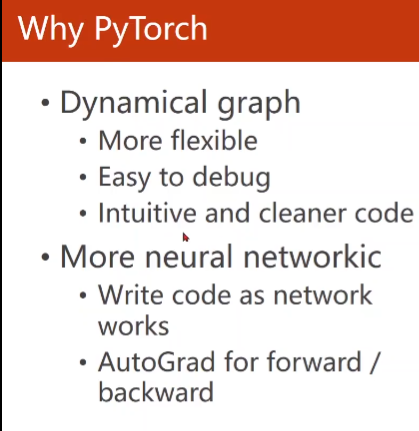 Why PyTorch
• Dynamical graph
• More flexible
• Easy to debug
• Intuitive and cleaner code
• More neural networkic
• Write code as network
works
• AutoGrad for forward /
backward